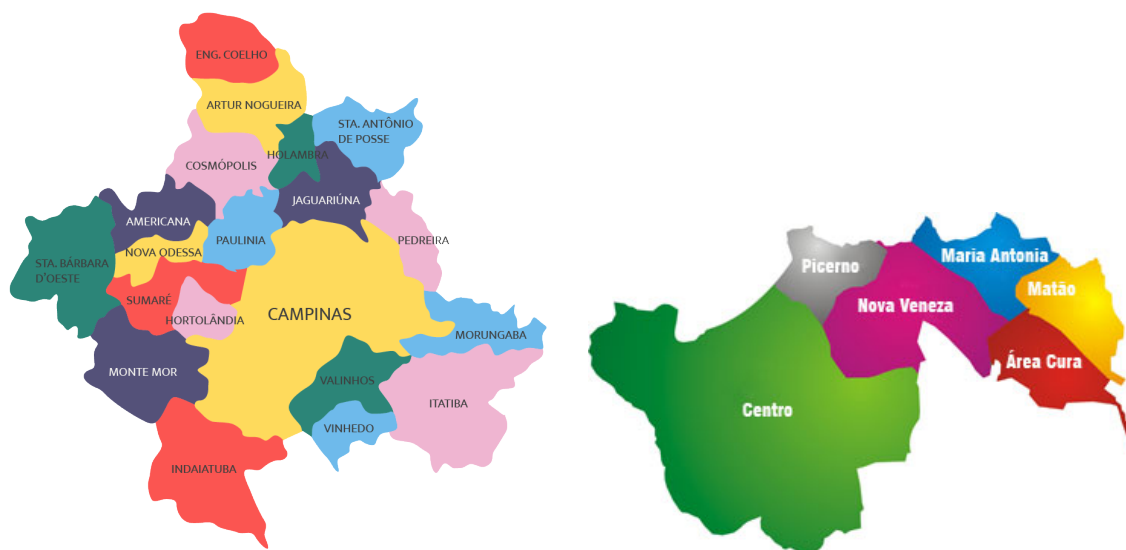 ENG. COELHO
ARTUR NOGUEIRA
STA. ANTÔNIO
DE POSSE
HOLAMBRA
COSMÓPOLIS
JAGUARIÚNA
AMERICANA
PAULINIA
PEDREIRA
NOVA ODESSA
STA. BÁRBARA
D'OESTE
SUMARÉ
HORTOLÂNDIA
CAMPINAS
MORUNGABA
MONTE MOR
VALINHOS
ITATIBA
VINHEDO
INDAIATUBA
Maria Antonia
Picerno
Matão
Nova Veneza
Área Cura
Centro